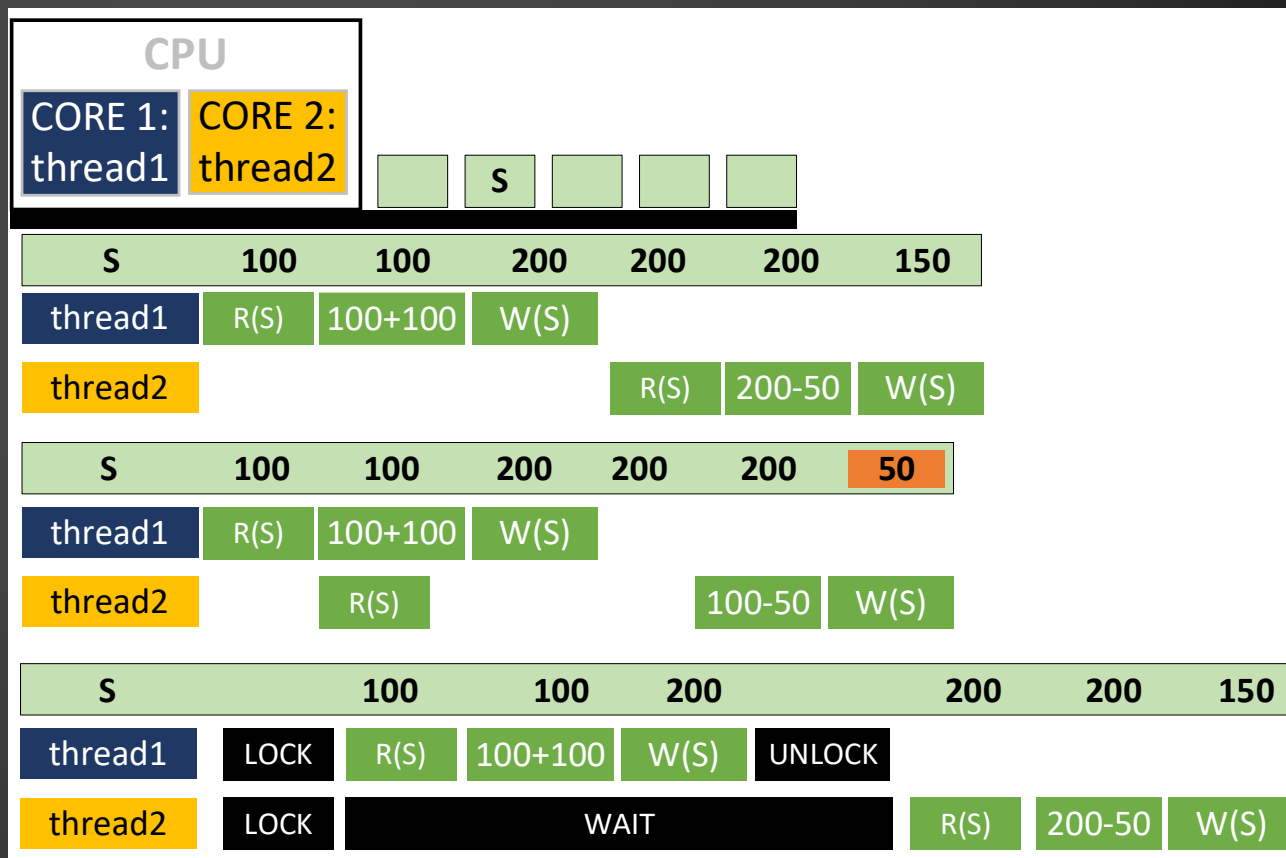 CPU
CORE 1:
thread1
CORE 2:
thread2
S
S 100 100 200 200 200 150
thread1 R(S) 100+100 W(S)
thread2 R(S) 200-50 W(S)
S 100 100 200 200 200 50
thread1 R(S) 100+100 W(S)
thread2 R(S) 100-50 W(S)
S 100 100 200 200 200 150
thread1 LOCK R(S) 100+100 W(S) UNLOCK
thread2 LOCK WAIT R(S) 200-50 W(S)